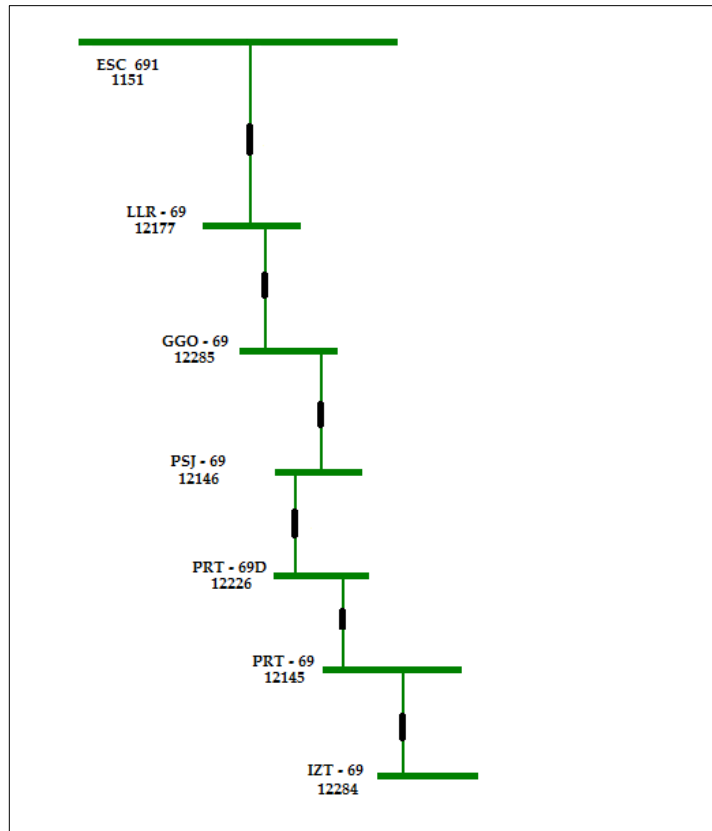 ESC 691
1151
LLR - 69
12177
GGO - 69
12285
PSJ - 69
12146
PRT - 69D
12226
PRT - 69
12145
IZT - 69
12284